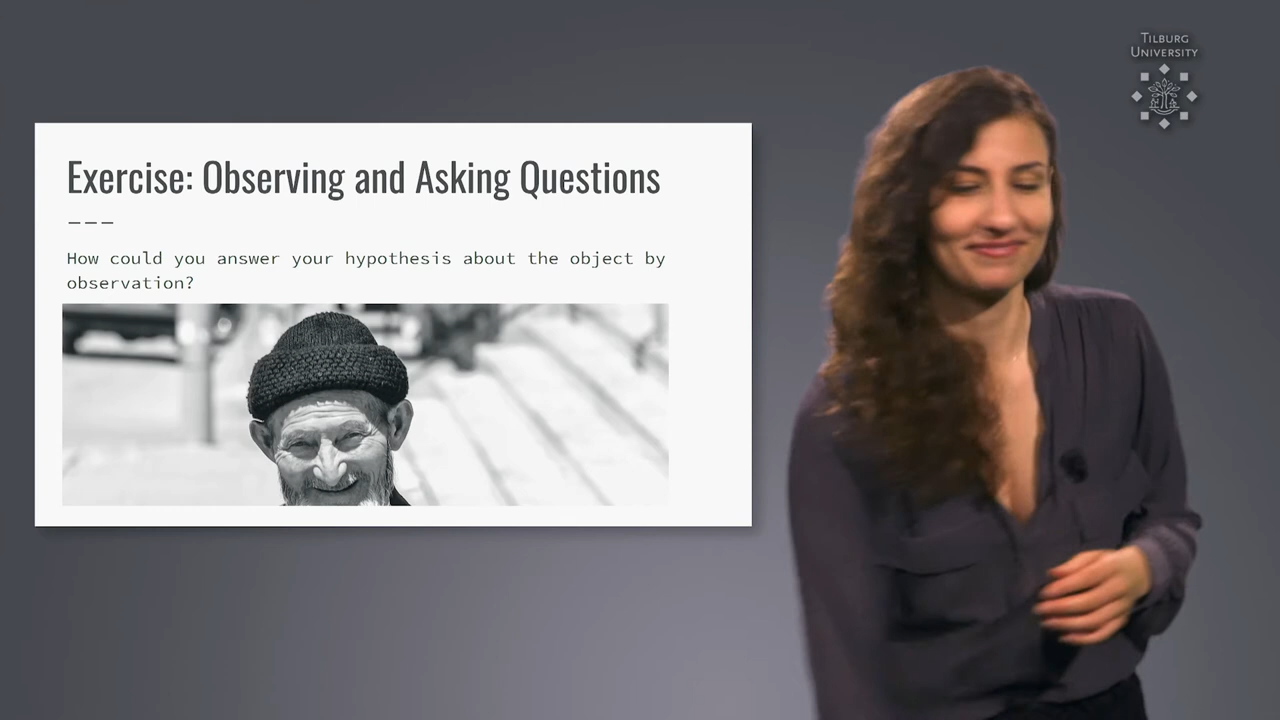 TILBURG
UNIVERSITY
Exercise: Observing and Asking Questions
How could you answer your hypothesis about the object by
observation?